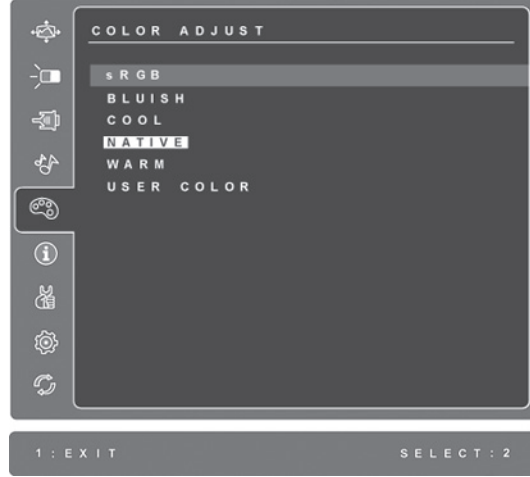 COLOR ADJUST
sRGB
BLUISH
COOL
NATIVE
WARM
USER COLOR
1:EXIT SELECT:2